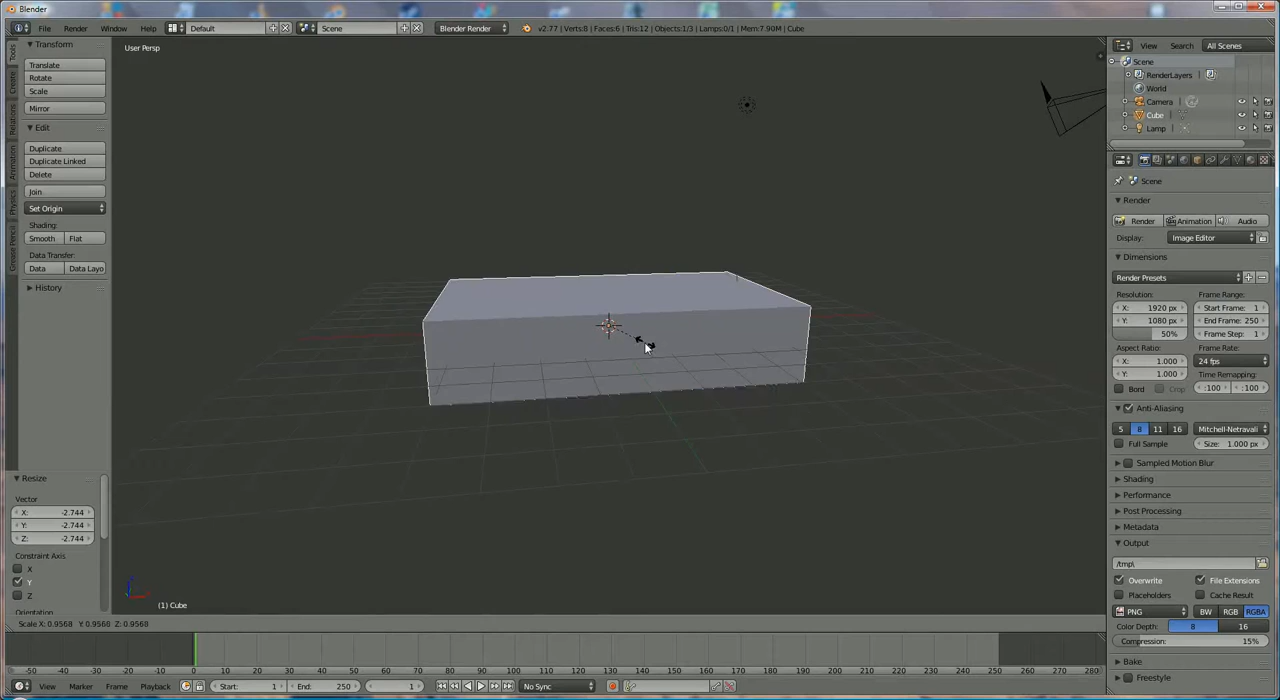 Blender
File Render Window Help Default Scene Blender Render v2.77 | Verts:8 | Faces:6 | Tris:12 | Objects:1/3 | Lamps:0/1 | Mem:7.90M | Cube
Transform
Translate
Rotate
Scale
Mirror
Edit
Duplicate
Duplicate Linked
Delete
Join
Set Origin
Shading:
Smooth Flat
Data Transfer:
Data Data Layo
History
Tools
Create
Relations
Animation
Physics
Grease Pencil
Resize
Vector
X: -2.744
Y: -2.744
Z: -2.744
Constraint Axis
X
Y
Z
Orientation
User Persp
(1) Cube
Scale X: 0.9568 Y: 0.9568 Z: 0.9568
View Search All Scenes
Scene
RenderLayers
World
Camera
Cube
Lamp
Scene
Render
Render Animation Audio
Display: Image Editor
Dimensions
Render Presets
Resolution: Frame Range:
X: 1920 px Start Frame: 1
Y: 1080 px End Frame: 250
50% Frame Step: 1
Aspect Ratio: Frame Rate:
X: 1.000 24 fps
Y: 1.000 Time Remapping:
Bord Crop :100 :100
Anti-Aliasing
5 8 11 16 Mitchell-Netravali
Full Sample Size: 1.000 px
Sampled Motion Blur
Shading
Performance
Post Processing
Metadata
Output
/tmp\
Overwrite File Extensions
Placeholders Cache Result
PNG BW RGB RGBA
Color Depth: 8 16
Compression: 15%
Bake
Freestyle
-50 -40 -30 -20 -10 0 10 20 30 40 50 60 70 80 90 100 110 120 130 140 150 160 170 180 190 200 210 220 230 240 250 260 270 280
View Marker Frame Playback Start: 1 End: 250 1 No Sync